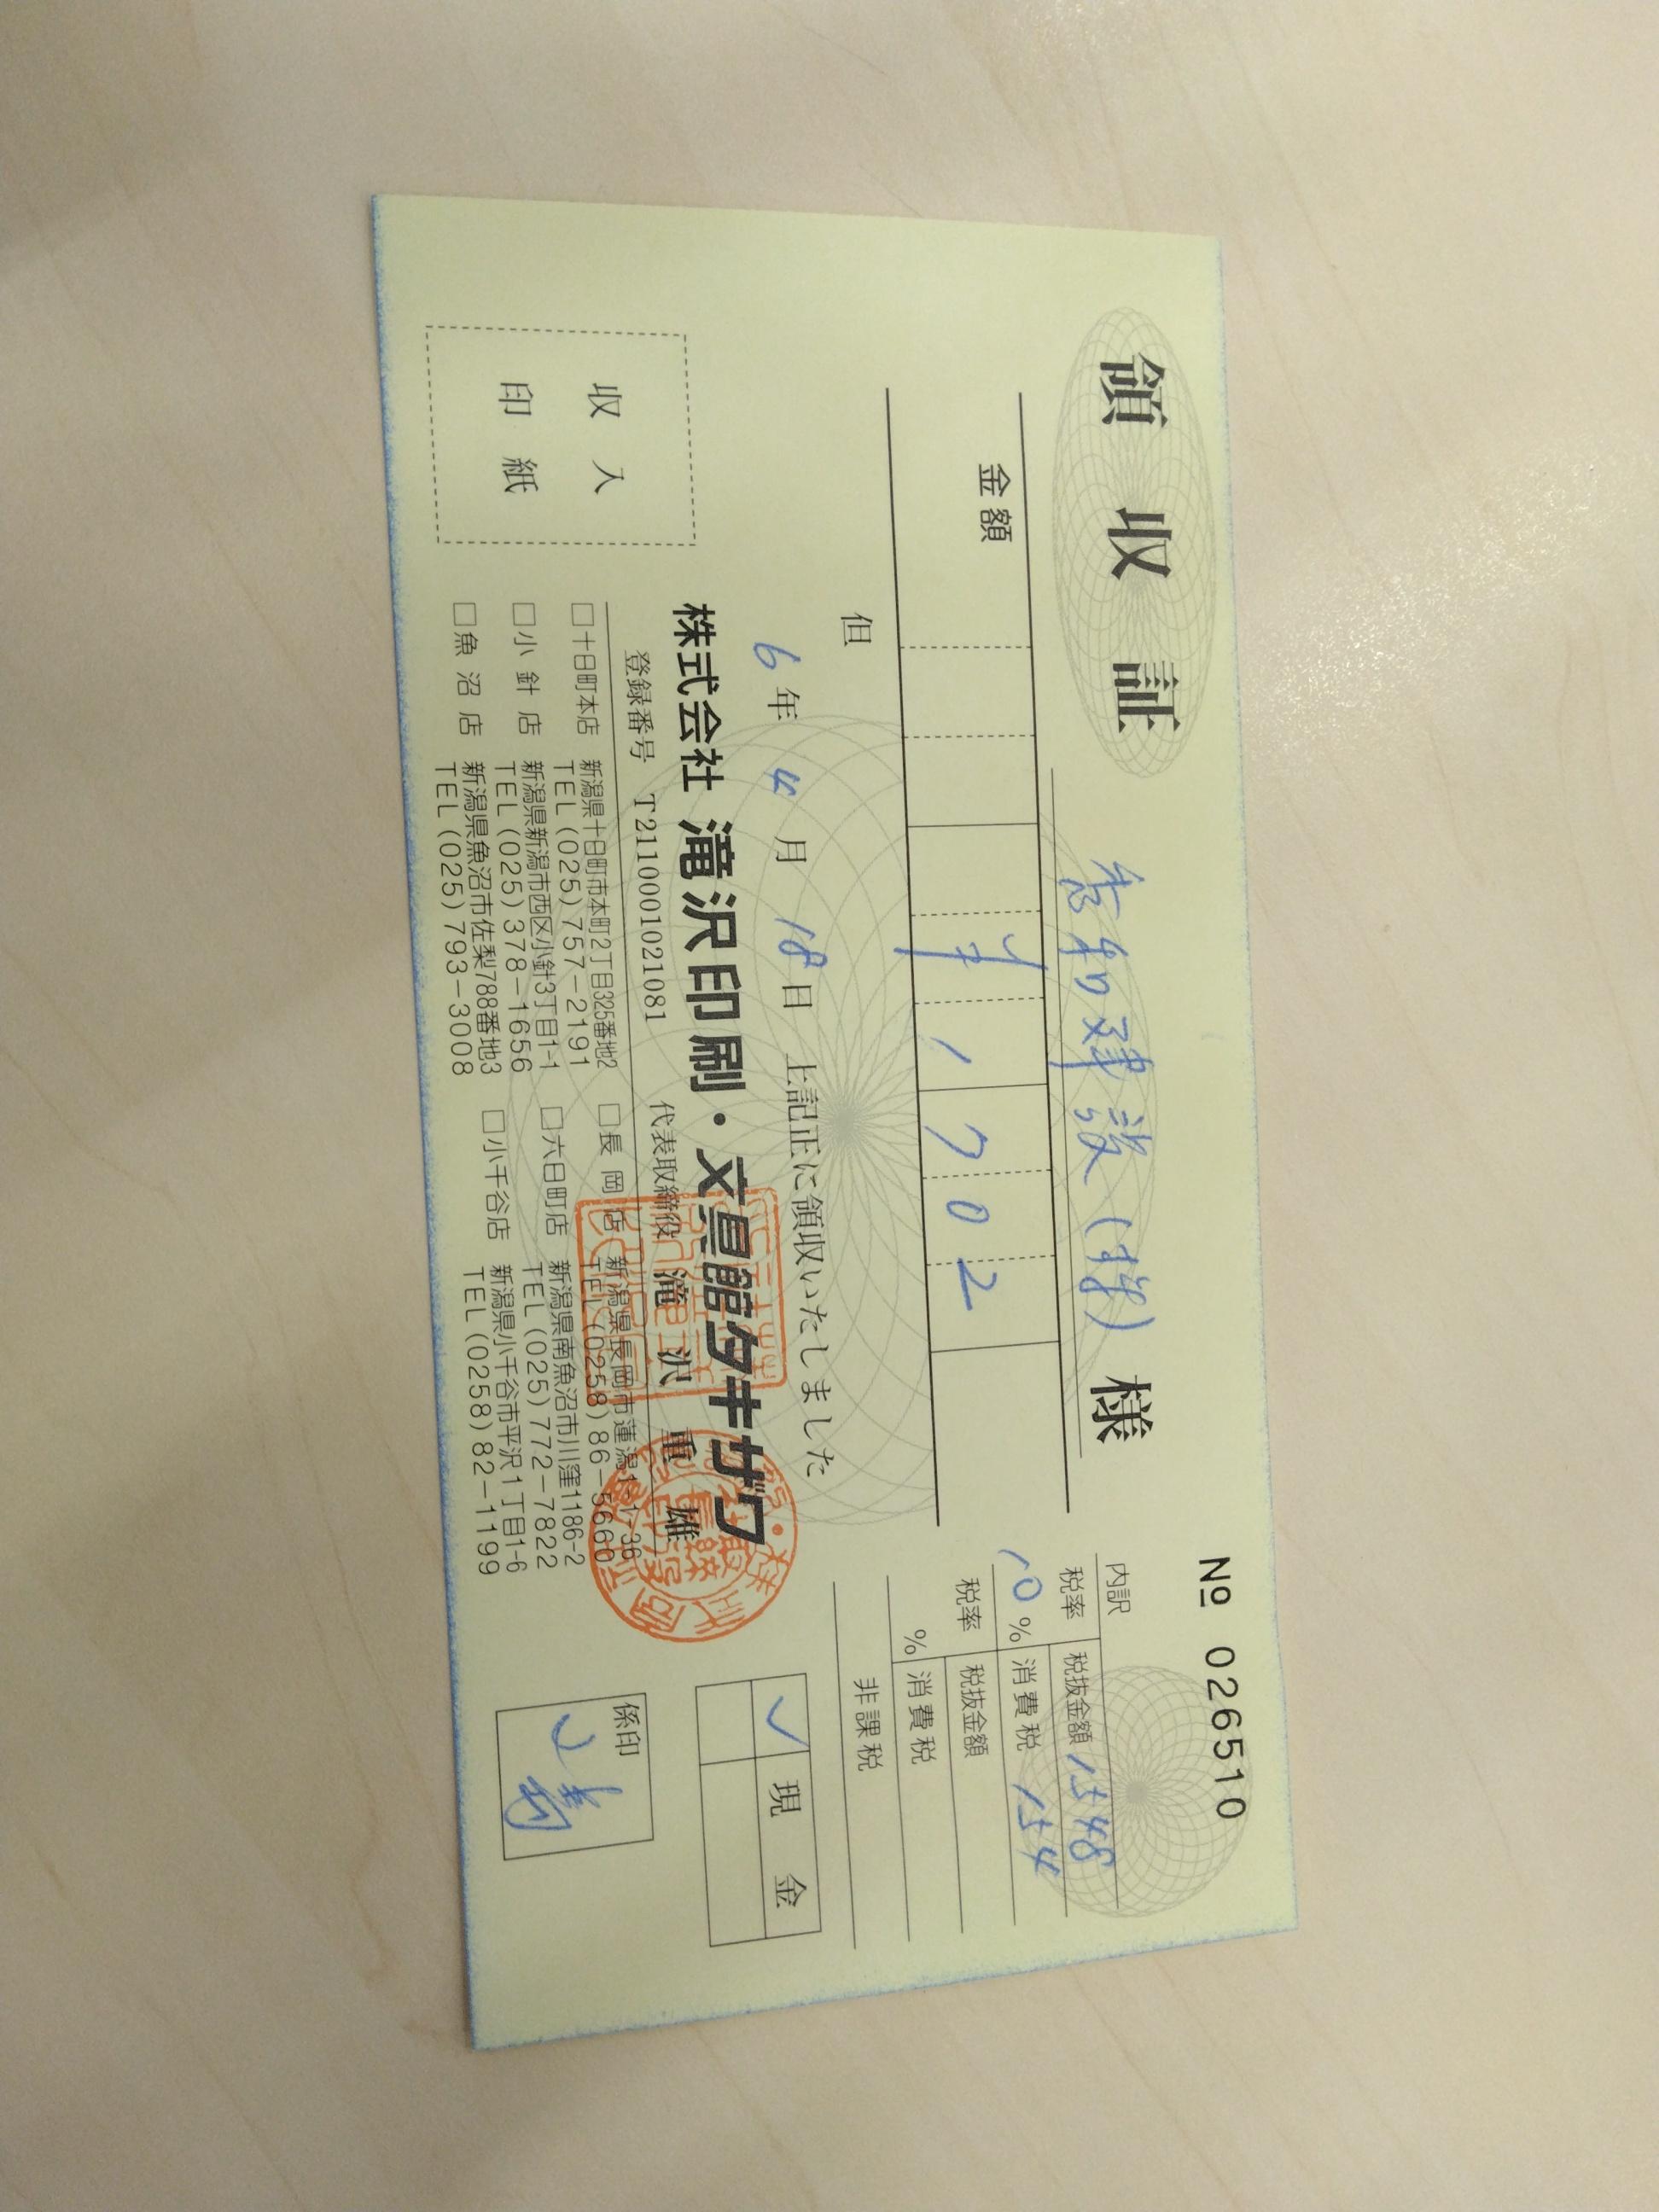 領収証
No 026510
建設(株) 様
金額 ¥1702
但
6年4月18日 上記正に領収いたしました
内訳
税率 10% 税抜金額 1548
消費税 154
税率 % 税抜金額
消費税
非課税
✓ 現金
係印
収入
印紙
株式会社 滝沢印刷・文具館タキザワ
登録番号 T2110001021081 代表取締役 滝沢重雄
□十日町本店 新潟県十日町市本町2丁目325番地2
TEL (025) 757-2191
□小針店 新潟県新潟市西区小針3丁目1-1
TEL (025) 378-1656
□魚沼店 新潟県魚沼市佐梨788番地3
TEL (025) 793-3008
□長岡店 新潟県長岡市蓮潟1-1-36
TEL (0258) 86-5660
□六日町店 新潟県南魚沼市川窪1186-2
TEL (025) 772-7822
□小千谷店 新潟県小千谷市平沢1丁目1-6
TEL (0258) 82-1199